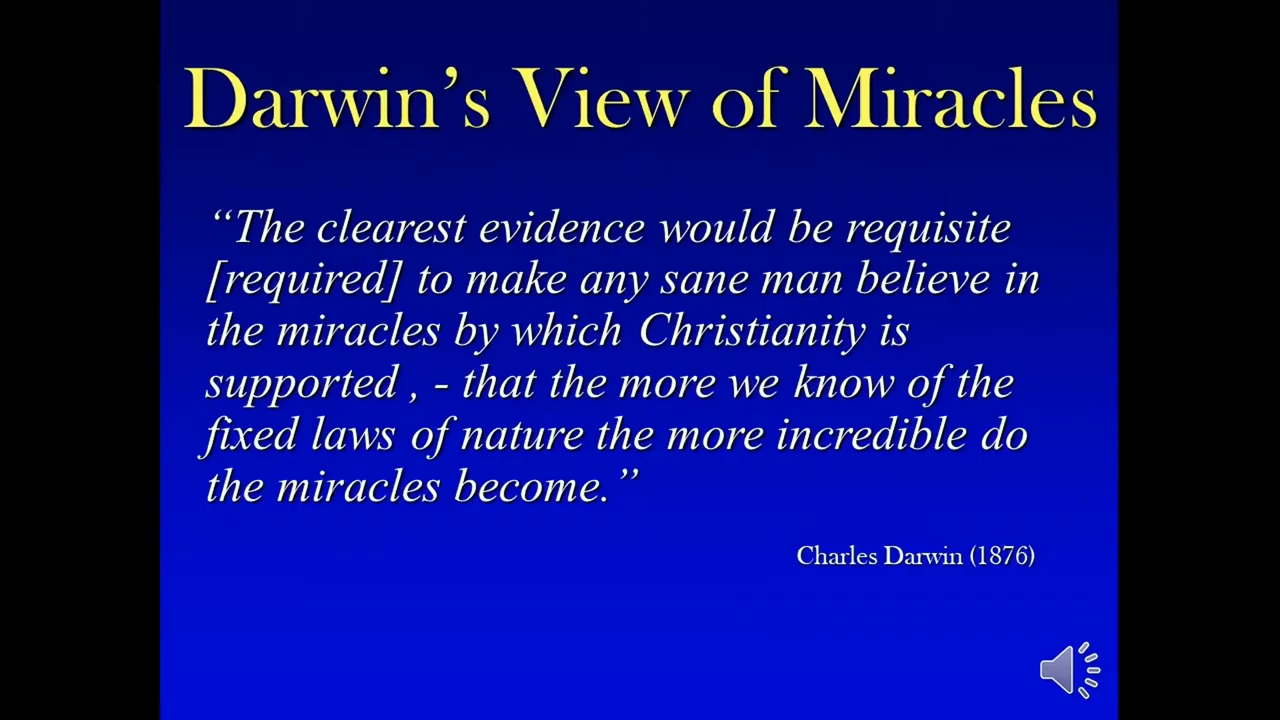 Darwin’s View of Miracles
“The clearest evidence would be requisite
[required] to make any sane man believe in
the miracles by which Christianity is
supported , - that the more we know of the
fixed laws of nature the more incredible do
the miracles become.”
Charles Darwin (1876)